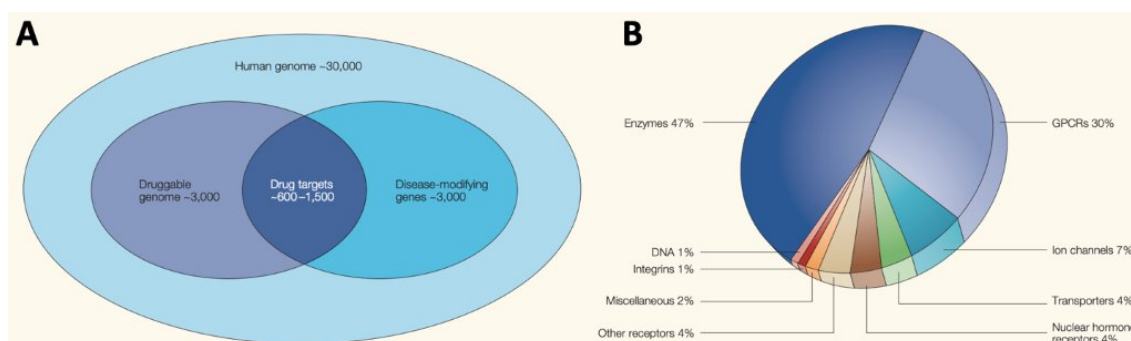 A
Human genome ~30,000
Druggable
genome ~3,000
Drug targets
~600–1,500
Disease-modifying
genes ~3,000
B
Enzymes 47%
GPCRs 30%
DNA 1%
Integrins 1%
Miscellaneous 2%
Other receptors 4%
Ion channels 7%
Transporters 4%
Nuclear hormone
receptors 4%